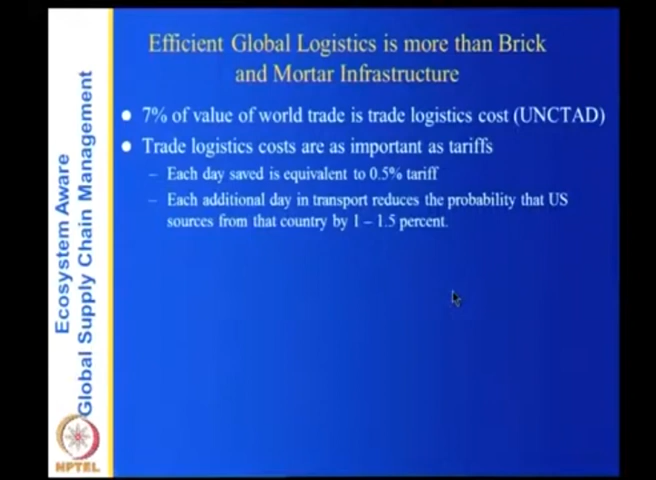 Efficient Global Logistics is more than Brick
and Mortar Infrastructure
7% of value of world trade is trade logistics cost (UNCTAD)
Trade logistics costs are as important as tariffs
– Each day saved is equivalent to 0.5% tariff
– Each additional day in transport reduces the probability that US
sources from that country by 1 – 1.5 percent.
Ecosystem Aware
Global Supply Chain Management
NPTEL